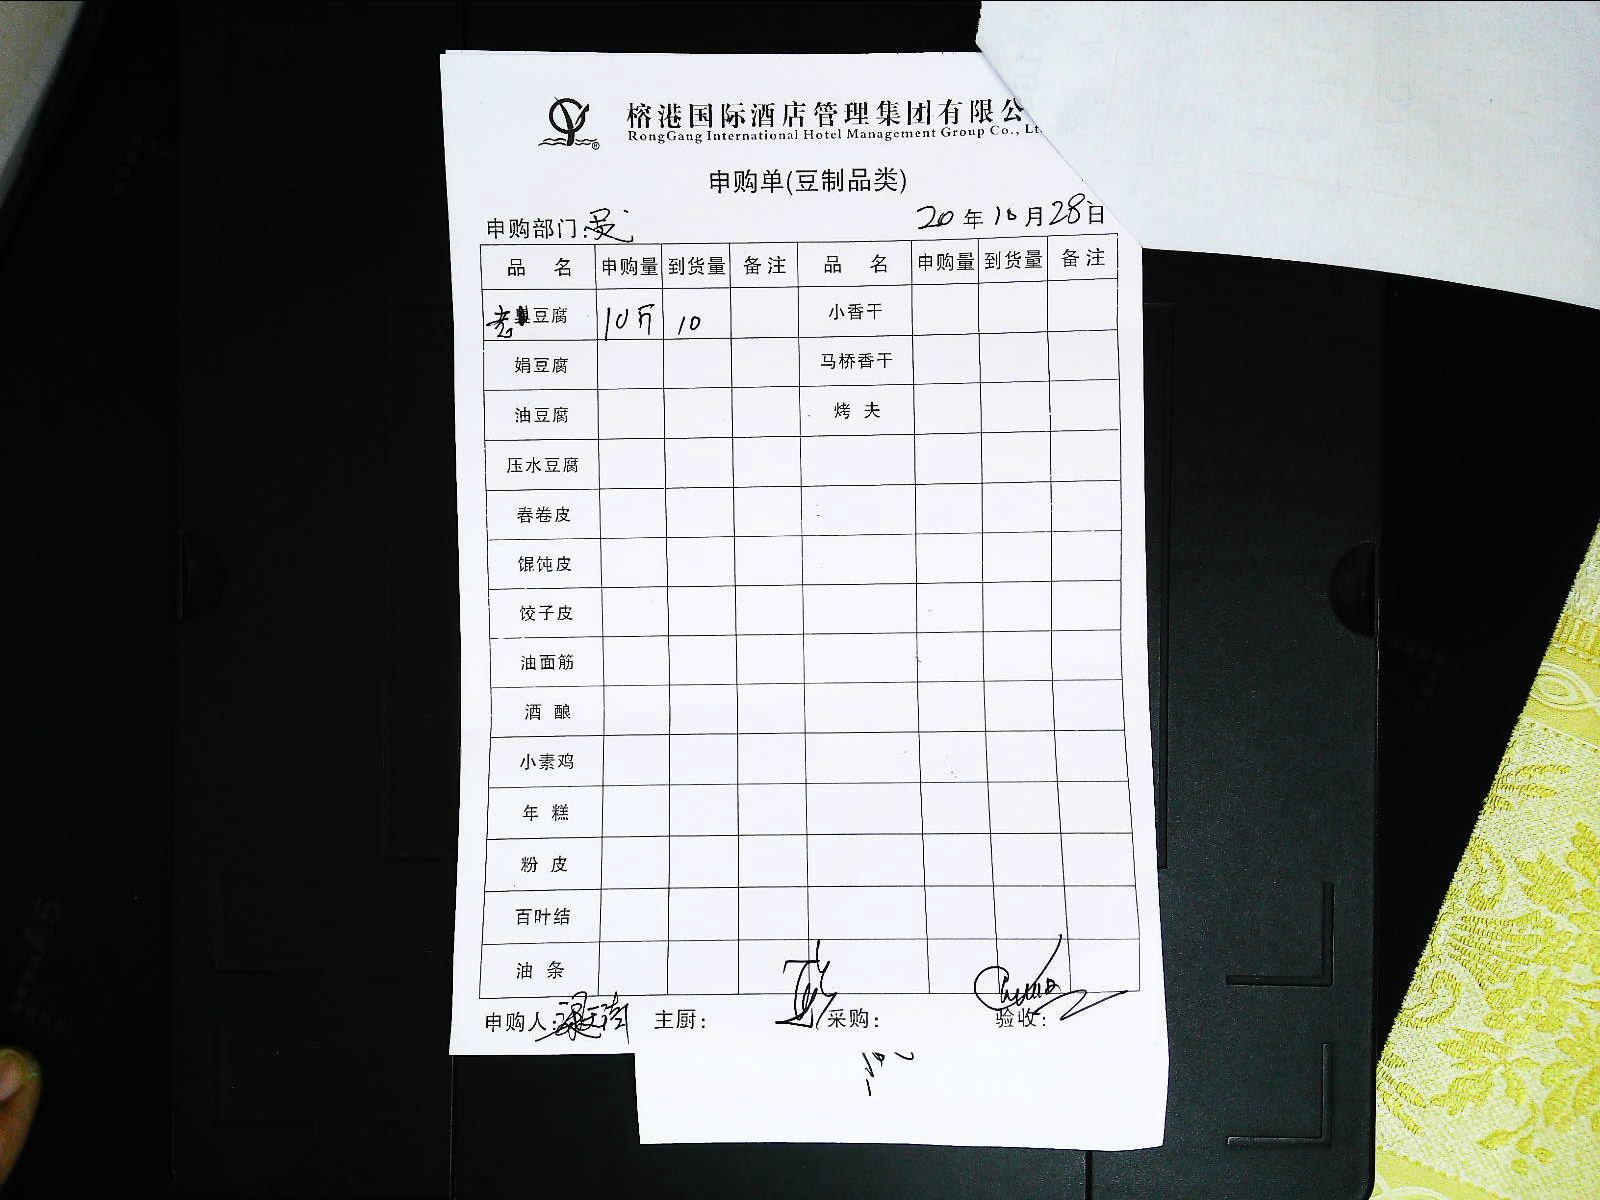 榕港国际酒店管理集团有限公
RongGang International Hotel Management Group Co., Lt
申购单(豆制品类)
申购部门: 20年10月28日
品 名 申购量 到货量 备注 品 名 申购量 到货量 备注
老豆腐 10斤 10 小香干
娟豆腐 马桥香干
油豆腐 烤夫
压水豆腐
春卷皮
馄饨皮
饺子皮
油面筋
酒酿
小素鸡
年糕
粉皮
百叶结
油条
申购人: 主厨: 采购: 验收: